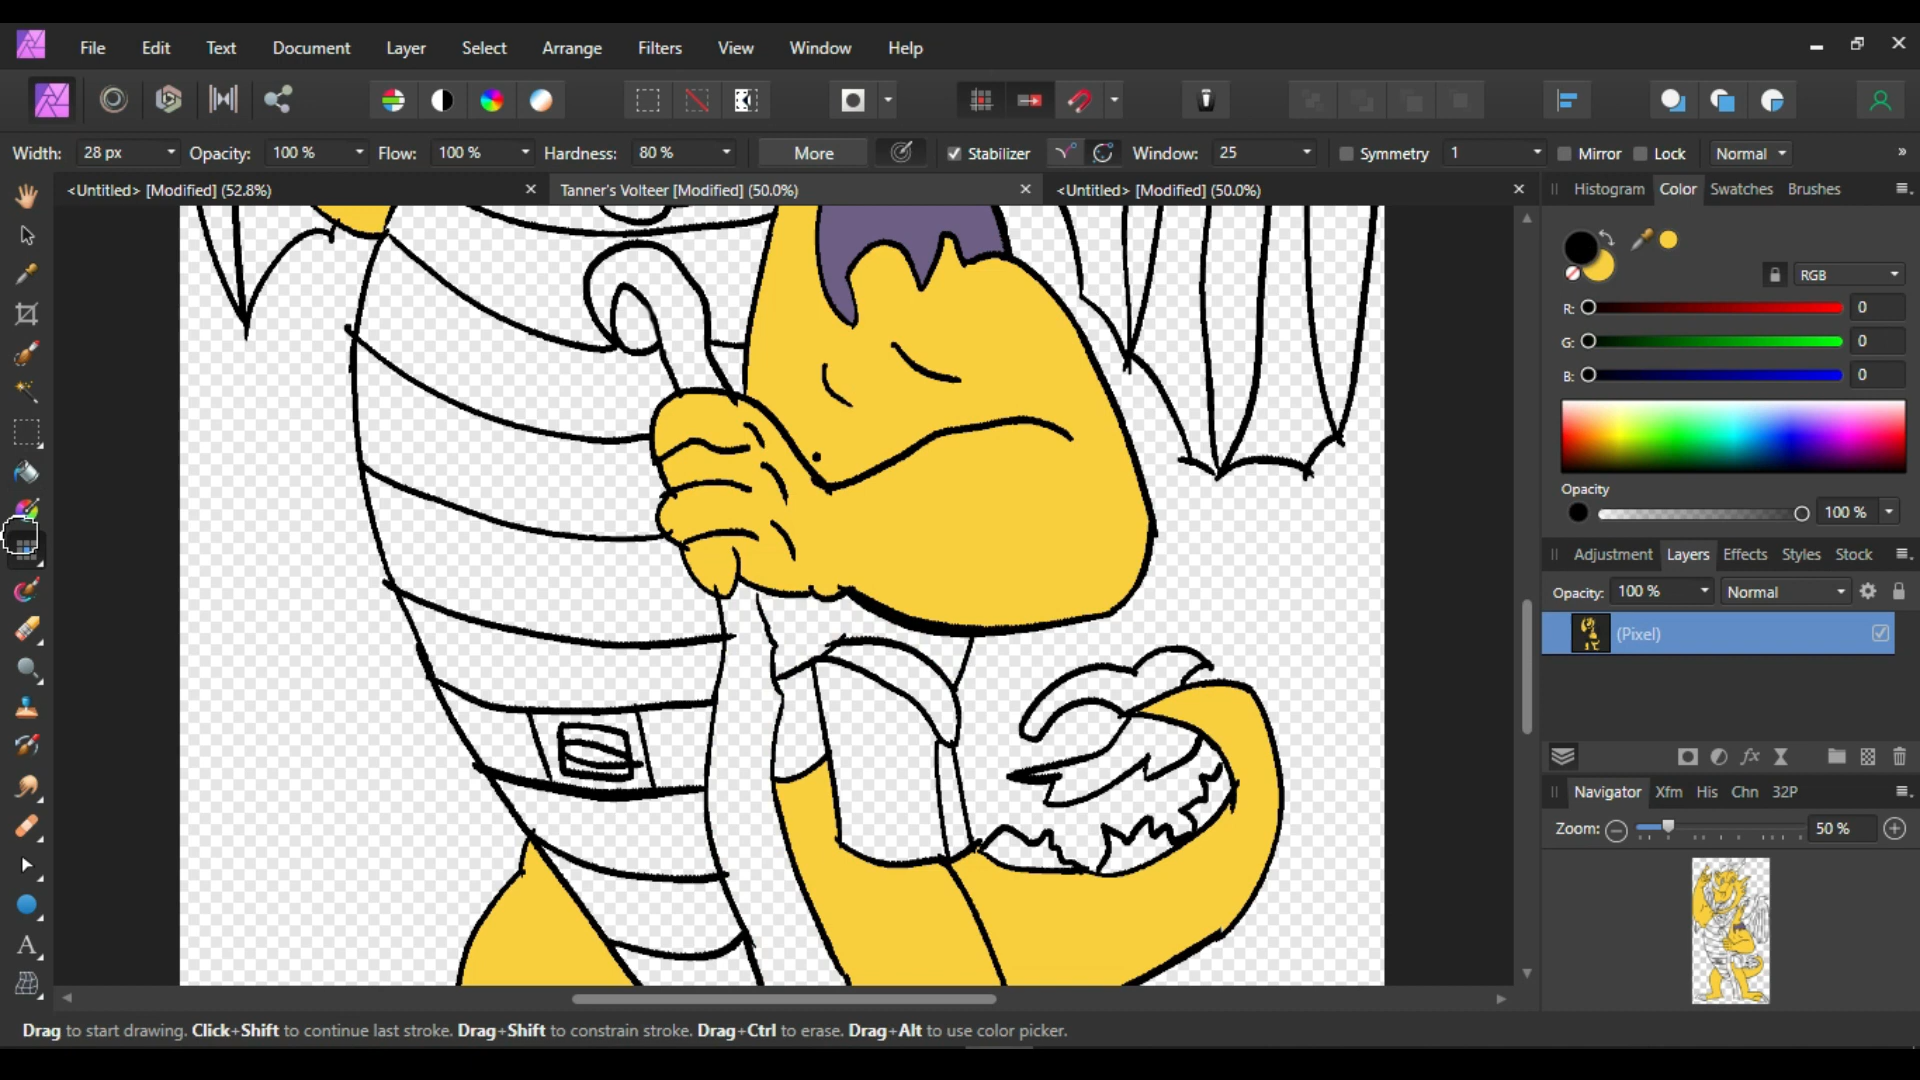 File Edit Text Document Layer Select Arrange Filters View Window Help
Width: 28 px Opacity: 100 % Flow: 100 % Hardness: 80 % More Stabilizer Window: 25 Symmetry 1 Mirror Lock Normal »
<Untitled> [Modified] (52.8%) Tanner's Volteer [Modified] (50.0%) <Untitled> [Modified] (50.0%)
Histogram Color Swatches Brushes
RGB
R: 0
G: 0
B: 0
Opacity
100 %
Adjustment Layers Effects Styles Stock
Opacity: 100 % Normal
(Pixel)
Navigator Xfm His Chn 32P
Zoom: 50 %
A
Drag to start drawing. Click+Shift to continue last stroke. Drag+Shift to constrain stroke. Drag+Ctrl to erase. Drag+Alt to use color picker.